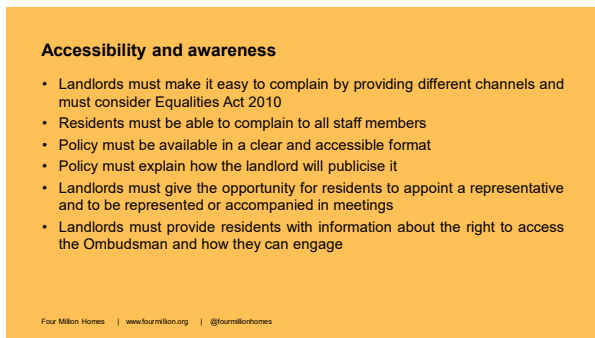 Accessibility and awareness
• Landlords must make it easy to complain by providing different channels and
must consider Equalities Act 2010
• Residents must be able to complain to all staff members
• Policy must be available in a clear and accessible format
• Policy must explain how the landlord will publicise it
• Landlords must give the opportunity for residents to appoint a representative
and to be represented or accompanied in meetings
• Landlords must provide residents with information about the right to access
the Ombudsman and how they can engage
Four Million Homes | www.fourmillion.org | @fourmillionhomes